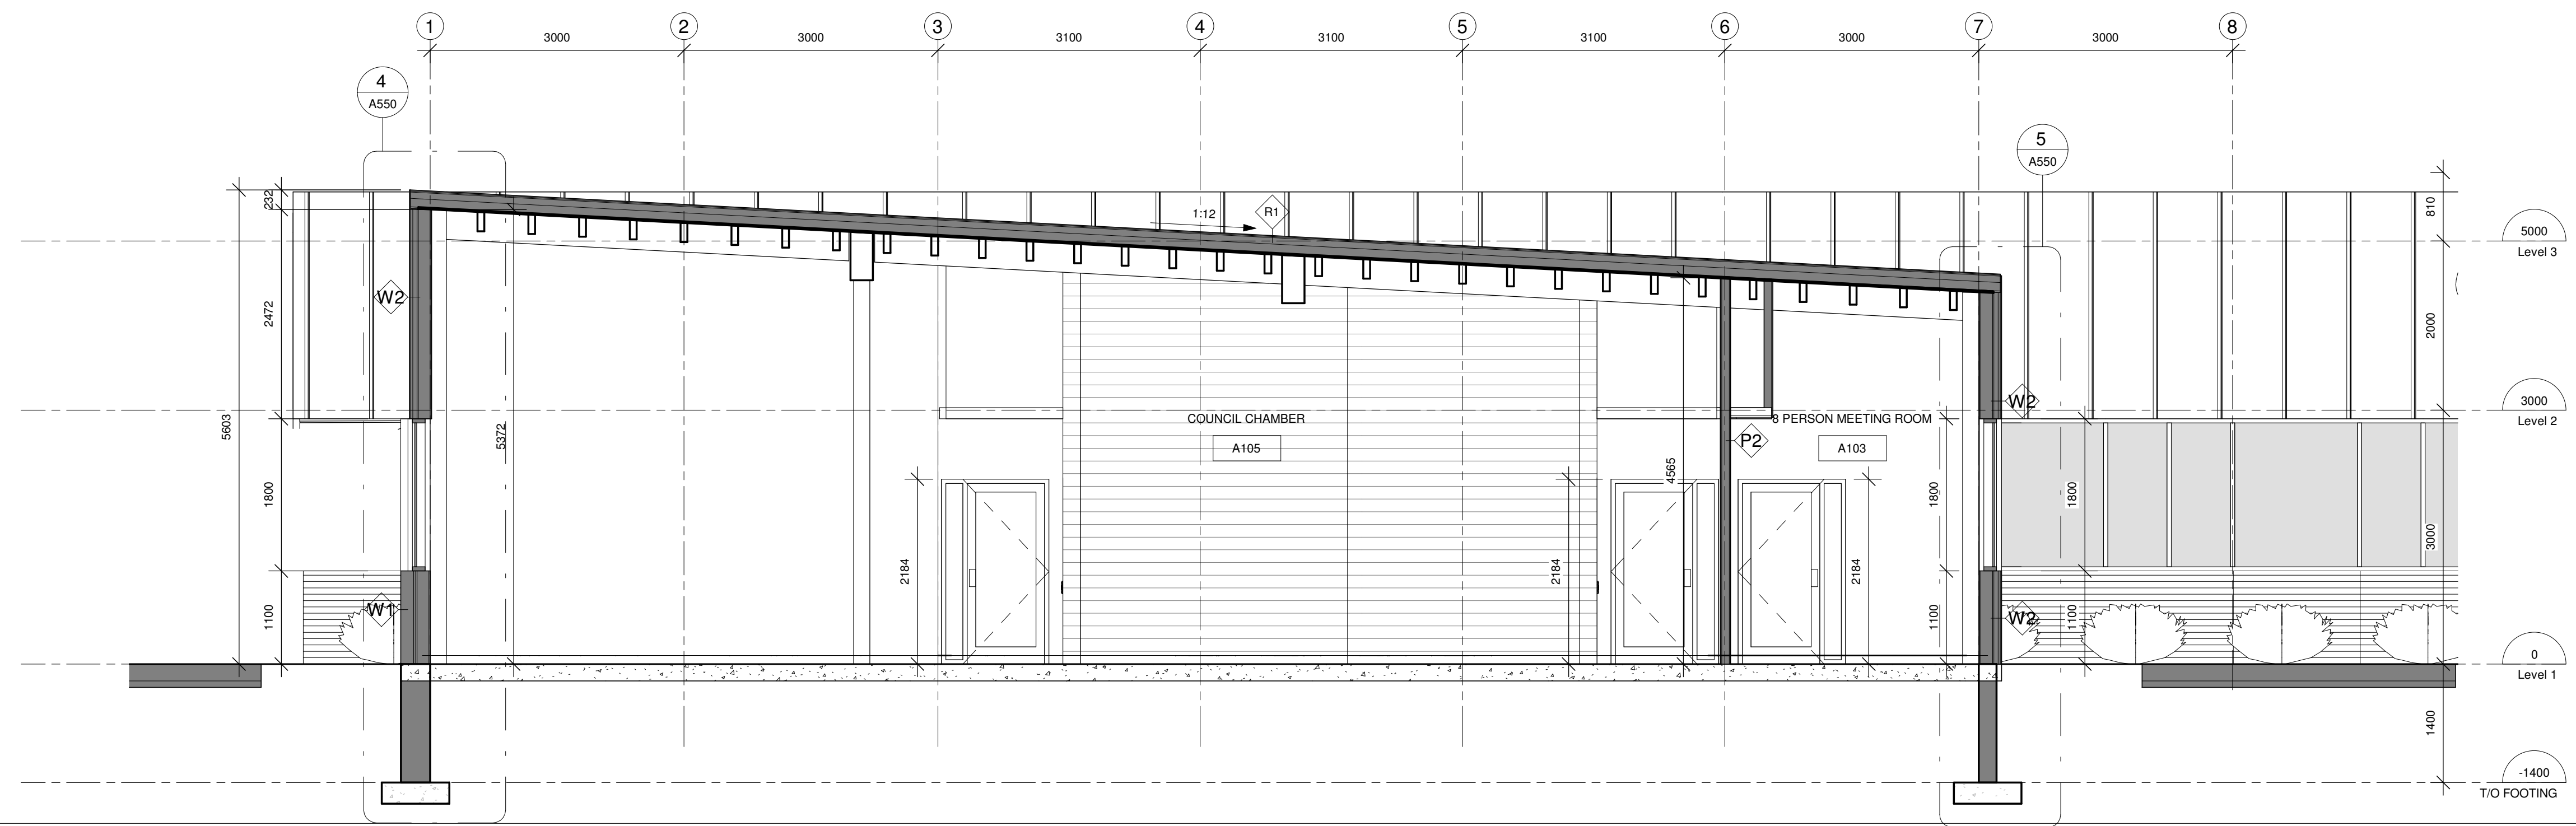 1
2
3
4
5
6
7
8
3000
3000
3100
3100
3100
3000
3000
4
A550
5
A550
232
2472
5603
1800
1100
5372
W2
W1
1:12
R1
COUNCIL CHAMBER
A105
8 PERSON MEETING ROOM
A103
P2
2184
2184
4565
2184
1800
1100
W2
W2
1800
1100
810
2000
3000
1400
5000
Level 3
3000
Level 2
0
Level 1
-1400
T/O FOOTING